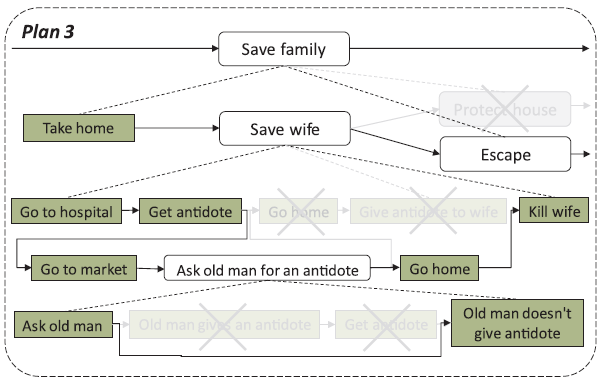 Plan 3
Save family
Protect house
Take home
Save wife
Escape
Go to hospital
Get antidote
Go home
Give antidote to wife
Kill wife
Go to market
Ask old man for an antidote
Go home
Ask old man
Old man gives an antidote
Get antidote
Old man doesn't
give antidote